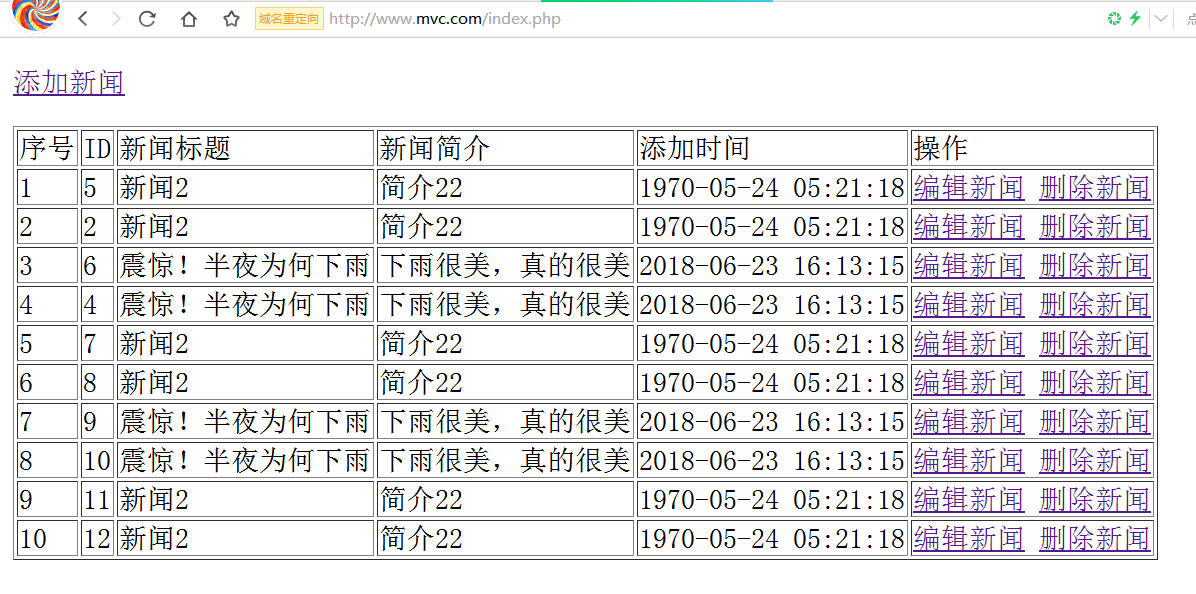 域名重定向 http://www.mvc.com/index.php 点
添加新闻
序号 ID 新闻标题 新闻简介 添加时间 操作
1 5 新闻2 简介22 1970-05-24 05:21:18 编辑新闻 删除新闻
2 2 新闻2 简介22 1970-05-24 05:21:18 编辑新闻 删除新闻
3 6 震惊！半夜为何下雨 下雨很美，真的很美 2018-06-23 16:13:15 编辑新闻 删除新闻
4 4 震惊！半夜为何下雨 下雨很美，真的很美 2018-06-23 16:13:15 编辑新闻 删除新闻
5 7 新闻2 简介22 1970-05-24 05:21:18 编辑新闻 删除新闻
6 8 新闻2 简介22 1970-05-24 05:21:18 编辑新闻 删除新闻
7 9 震惊！半夜为何下雨 下雨很美，真的很美 2018-06-23 16:13:15 编辑新闻 删除新闻
8 10 震惊！半夜为何下雨 下雨很美，真的很美 2018-06-23 16:13:15 编辑新闻 删除新闻
9 11 新闻2 简介22 1970-05-24 05:21:18 编辑新闻 删除新闻
10 12 新闻2 简介22 1970-05-24 05:21:18 编辑新闻 删除新闻